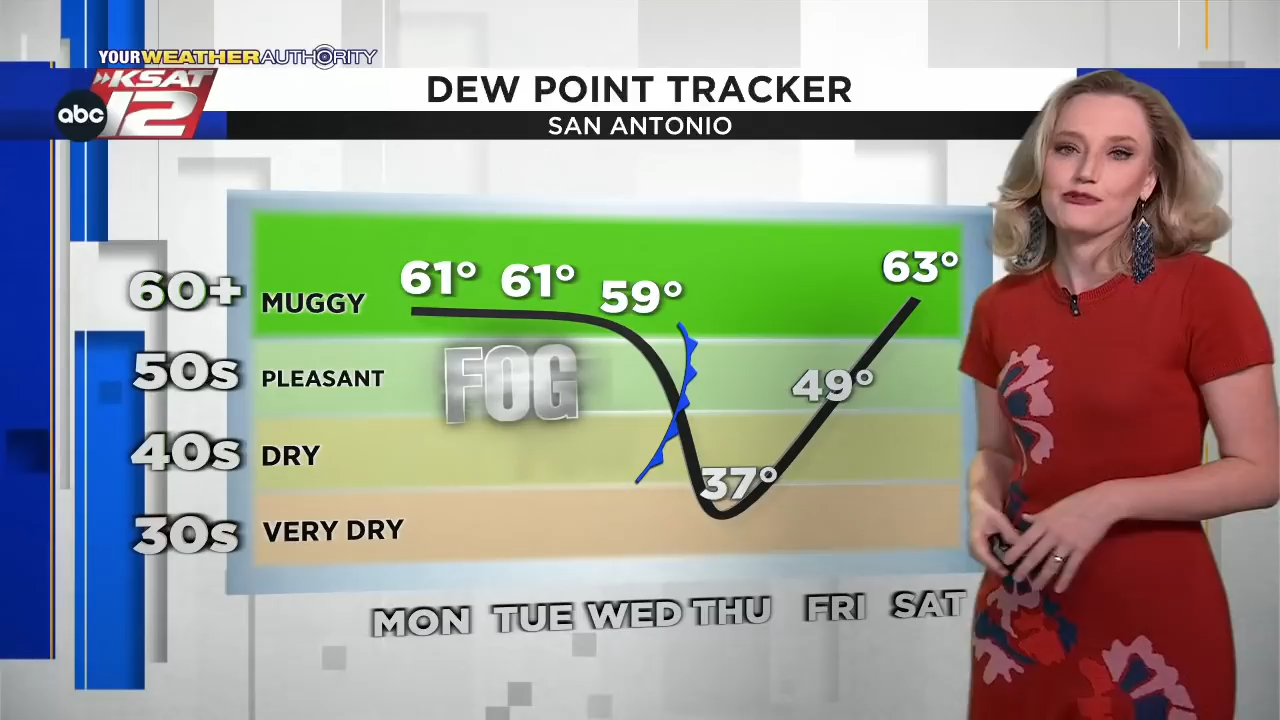 YOUR WEATHER AUTHORITY
KSAT
abc 12
DEW POINT TRACKER
SAN ANTONIO
60+ MUGGY 61° 61° 59° 63°
50s PLEASANT FOG 49°
40s DRY
37°
30s VERY DRY
MON TUE WED THU FRI SAT